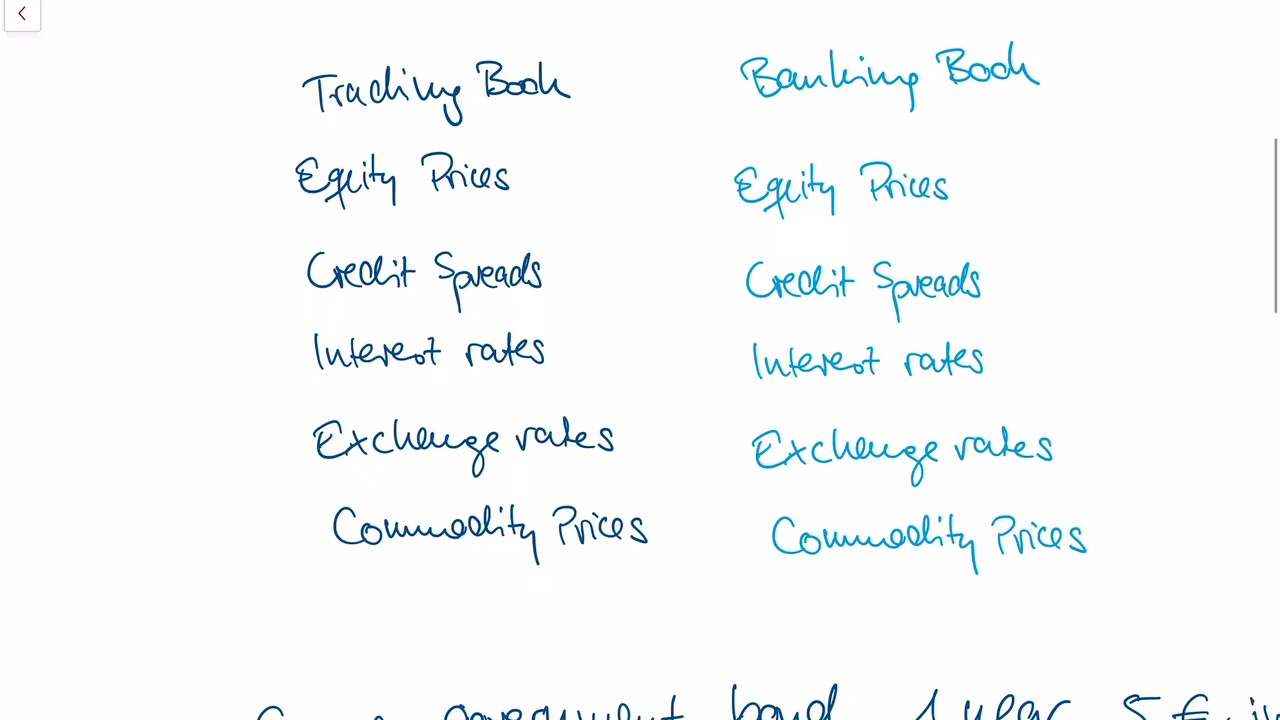 Trading Book Banking Book
Equity Prices Equity Prices
Credit Spreads Credit Spreads
Interest rates Interest rates
Exchange rates Exchange rates
Commodity Prices Commodity Prices
government bond 1 year 5 €